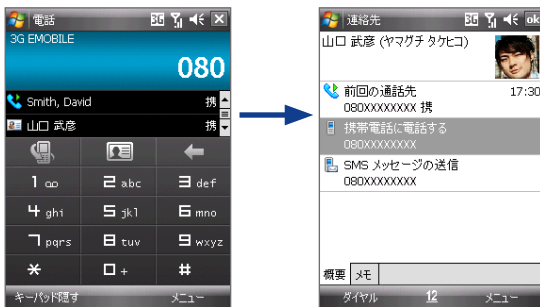 電話
3G
3G EMOBILE
080
Smith, David 携
山口 武彦 携
1
2 abc
3 def
4 ghi
5 jkl
6 mno
7 pqrs
8 tuv
9 wxyz
*
0 +
#
キーパッド隠す メニュー
連絡先
3G
ok
山口 武彦 (ヤマグチ タケヒコ)
前回の通話先 17:30
080XXXXXXXX 携
携帯電話に電話する
080XXXXXXXX
SMS メッセージの送信
080XXXXXXXX
概要 メモ
ダイヤル 12 メニュー